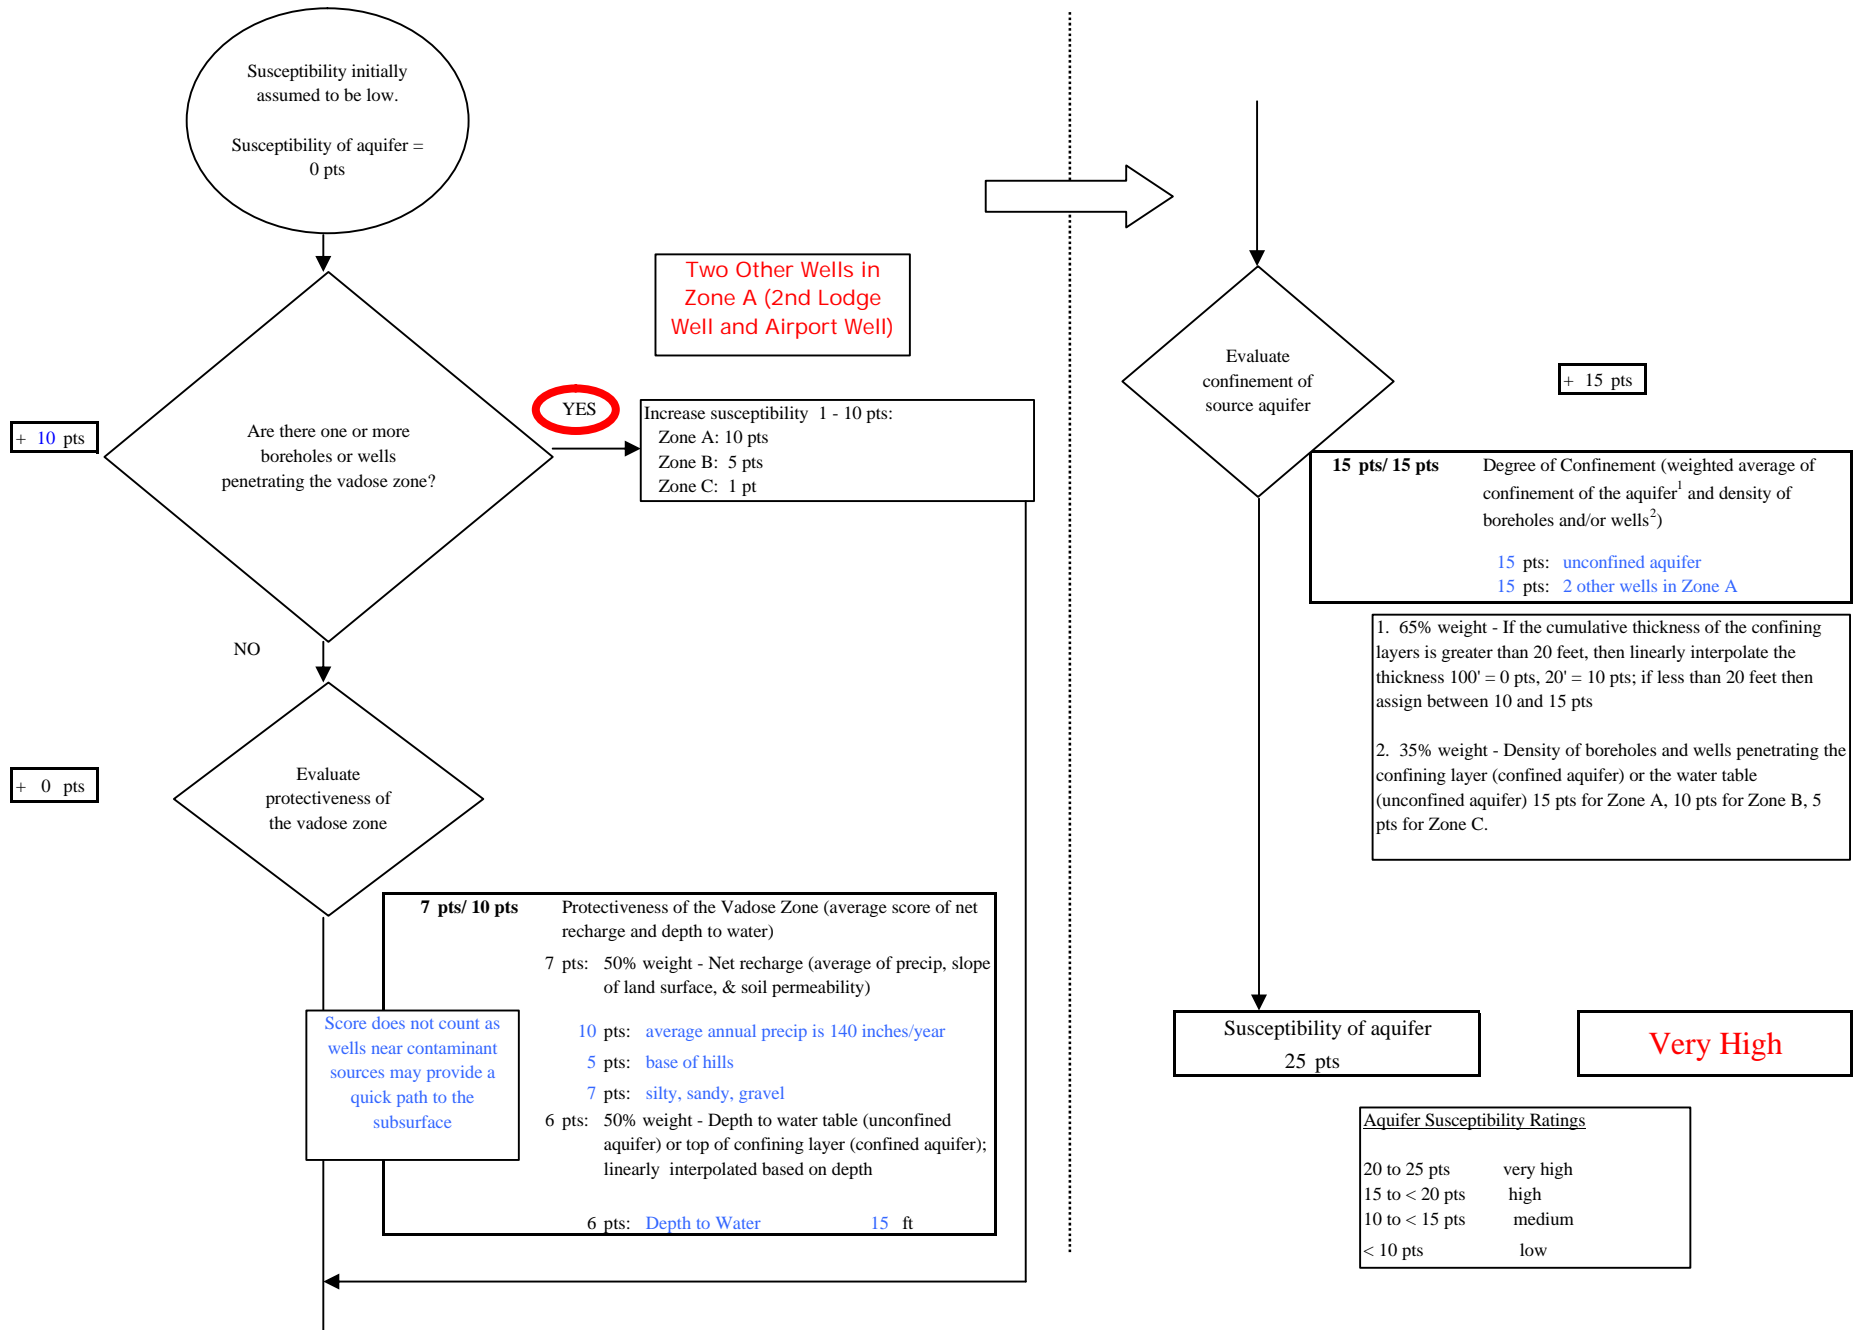 Susceptibility initially
assumed to be low.
Susceptibility of aquifer =
0 pts
Two Other Wells in
Zone A (2nd Lodge
Well and Airport Well)
+ 10 pts
Are there one or more
boreholes or wells
penetrating the vadose zone?
YES
Increase susceptibility 1 - 10 pts:
Zone A: 10 pts
Zone B: 5 pts
Zone C: 1 pt
NO
+ 0 pts
Evaluate
protectiveness of
the vadose zone
7 pts/ 10 pts Protectiveness of the Vadose Zone (average score of net
recharge and depth to water)
7 pts: 50% weight - Net recharge (average of precip, slope
of land surface, & soil permeability)
10 pts: average annual precip is 140 inches/year
5 pts: base of hills
7 pts: silty, sandy, gravel
6 pts: 50% weight - Depth to water table (unconfined
aquifer) or top of confining layer (confined aquifer);
linearly interpolated based on depth
6 pts: Depth to Water 15 ft
Score does not count as
wells near contaminant
sources may provide a
quick path to the
subsurface
Evaluate
confinement of
source aquifer
+ 15 pts
15 pts/ 15 pts Degree of Confinement (weighted average of
confinement of the aquifer1 and density of
boreholes and/or wells2)
15 pts: unconfined aquifer
15 pts: 2 other wells in Zone A
1. 65% weight - If the cumulative thickness of the confining
layers is greater than 20 feet, then linearly interpolate the
thickness 100' = 0 pts, 20' = 10 pts; if less than 20 feet then
assign between 10 and 15 pts
2. 35% weight - Density of boreholes and wells penetrating the
confining layer (confined aquifer) or the water table
(unconfined aquifer) 15 pts for Zone A, 10 pts for Zone B, 5
pts for Zone C.
Susceptibility of aquifer
25 pts
Very High
Aquifer Susceptibility Ratings
20 to 25 pts very high
15 to < 20 pts high
10 to < 15 pts medium
< 10 pts low